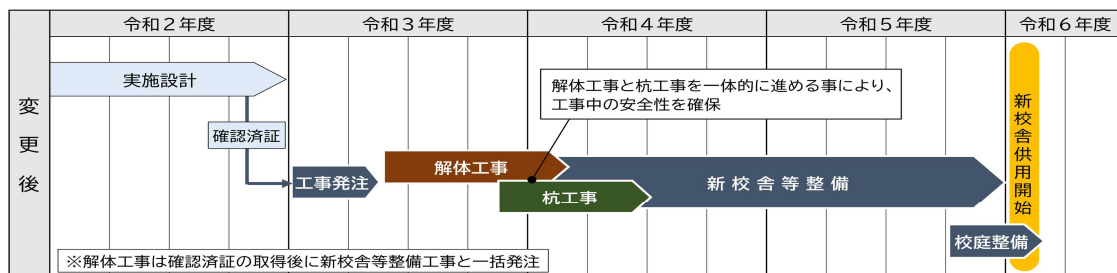 令和２年度
令和３年度
令和４年度
令和５年度
令和６年度
変更後
実施設計
確認済証
工事発注
解体工事
杭工事
解体工事と杭工事を一体的に進める事により、
工事中の安全性を確保
新校舎等整備
校庭整備
新校舎供用開始
※解体工事は確認済証の取得後に新校舎等整備工事と一括発注